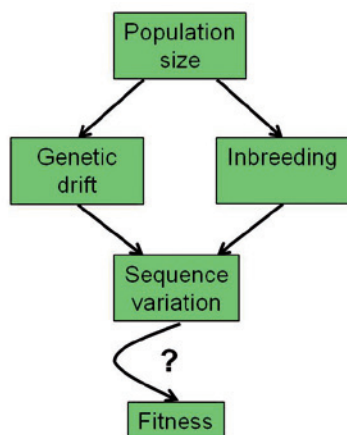 Population
size
Genetic
drift
Inbreeding
Sequence
variation
?
Fitness